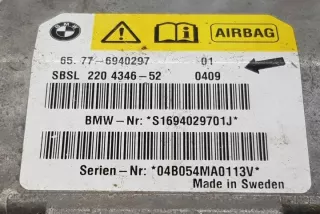 BMW
AIRBAG
65. 77-6940297 01
SBSL 220 4346-52 0409
BMW-Nr: *S1694029701J*
Serien-Nr: *04B054MA0113V*
Made in Sweden